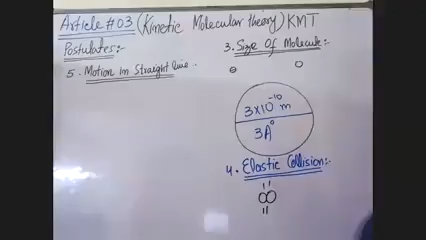 Article # 03 (Kinetic Molecular theory) KMT
Postulates:-
5. Motion in Straight line..
3. Size Of Molecule:-
3×10⁻¹⁰ m
3A°
4. Elastic Collision:-